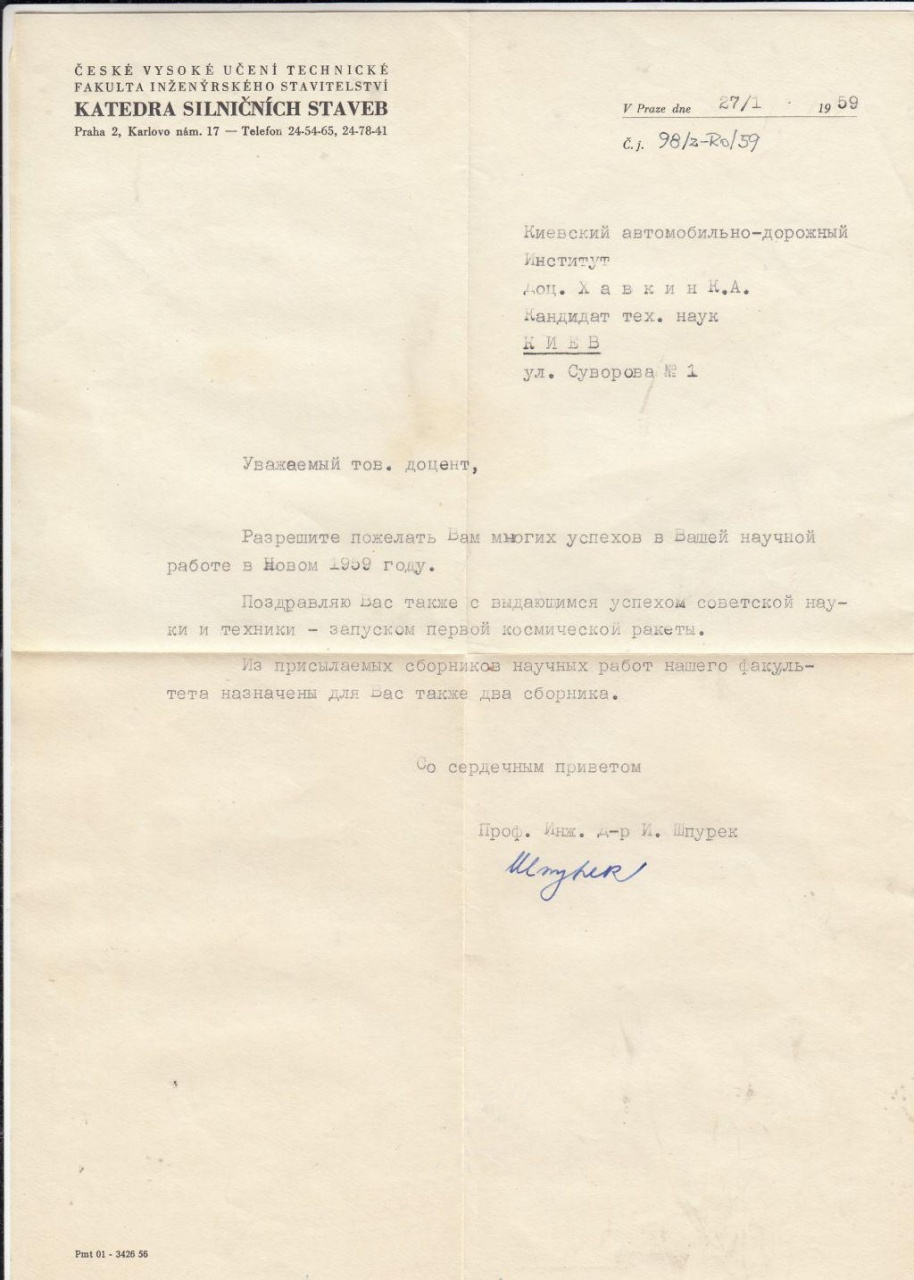 ČESKÉ VYSOKÉ UČENÍ TECHNICKÉ
FAKULTA INŽENÝRSKÉHO STAVITELSTVÍ
KATEDRA SILNIČNÍCH STAVEB
Praha 2, Karlovo nám. 17 — Telefon 24-54-65, 24-78-41
V Praze dne 27/1 . 1959
Č. j. 98/z-Ro/59
Киевский автомобильно-дорожный
Институт
Доц. Х а в к и н К.А.
Кандидат тех. наук
К И Е В
ул. Суворова № 1
Уважаемый тов. доцент,
Разрешите пожелать Вам многих успехов в Вашей научной
работе в Новом 1959 году.
Поздравляю Вас также с выдающимся успехом советской нау-
ки и техники – запуском первой космической ракеты.
Из присылаемых сборников научных работ нашего факуль-
тета назначены для Вас также два сборника.
Со сердечным приветом
Проф. Инж. Д-р И. Шпурек
Шпурек
Pmt 01 - 3426 56